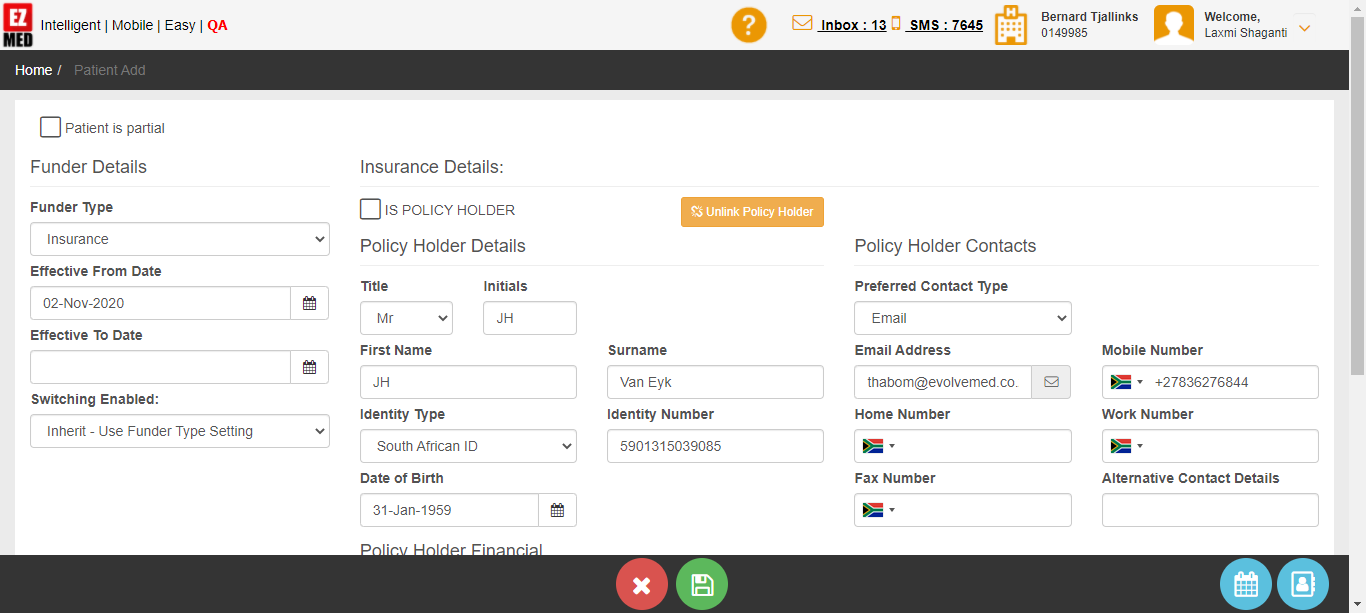 EZ MED Intelligent | Mobile | Easy | QA
? Inbox : 13 SMS : 7645 H Bernard Tjallinks 0149985 Welcome, Laxmi Shaganti
Home / Patient Add
Patient is partial
Funder Details
Funder Type
Insurance
Effective From Date
02-Nov-2020
Effective To Date
Switching Enabled:
Inherit - Use Funder Type Setting
Insurance Details:
IS POLICY HOLDER
Unlink Policy Holder
Policy Holder Details
Title Initials
Mr JH
First Name Surname
JH Van Eyk
Identity Type Identity Number
South African ID 5901315039085
Date of Birth
31-Jan-1959
Policy Holder Financial
Policy Holder Contacts
Preferred Contact Type
Email
Email Address Mobile Number
thabom@evolvemed.co. +27836276844
Home Number Work Number
Fax Number Alternative Contact Details